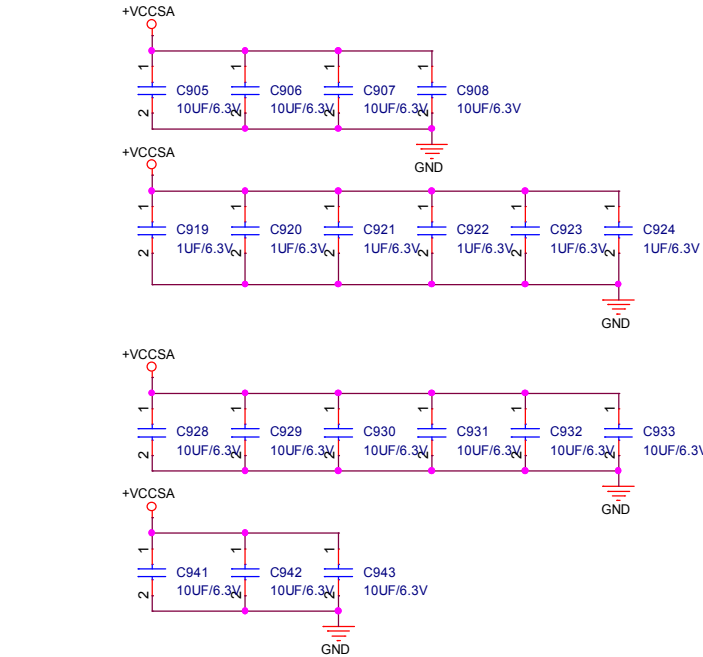 +VCCSA
1 1 1 1
C905 C906 C907 C908
10UF/6.3V 10UF/6.3V 10UF/6.3V 10UF/6.3V
2 2 2 2
GND
+VCCSA
1 1 1 1 1 1
C919 C920 C921 C922 C923 C924
1UF/6.3V 1UF/6.3V 1UF/6.3V 1UF/6.3V 1UF/6.3V 1UF/6.3V
2 2 2 2 2 2
GND
+VCCSA
1 1 1 1 1 1
C928 C929 C930 C931 C932 C933
10UF/6.3V 10UF/6.3V 10UF/6.3V 10UF/6.3V 10UF/6.3V 10UF/6.3V
2 2 2 2 2 2
GND
+VCCSA
1 1 1
C941 C942 C943
10UF/6.3V 10UF/6.3V 10UF/6.3V
2 2 2
GND